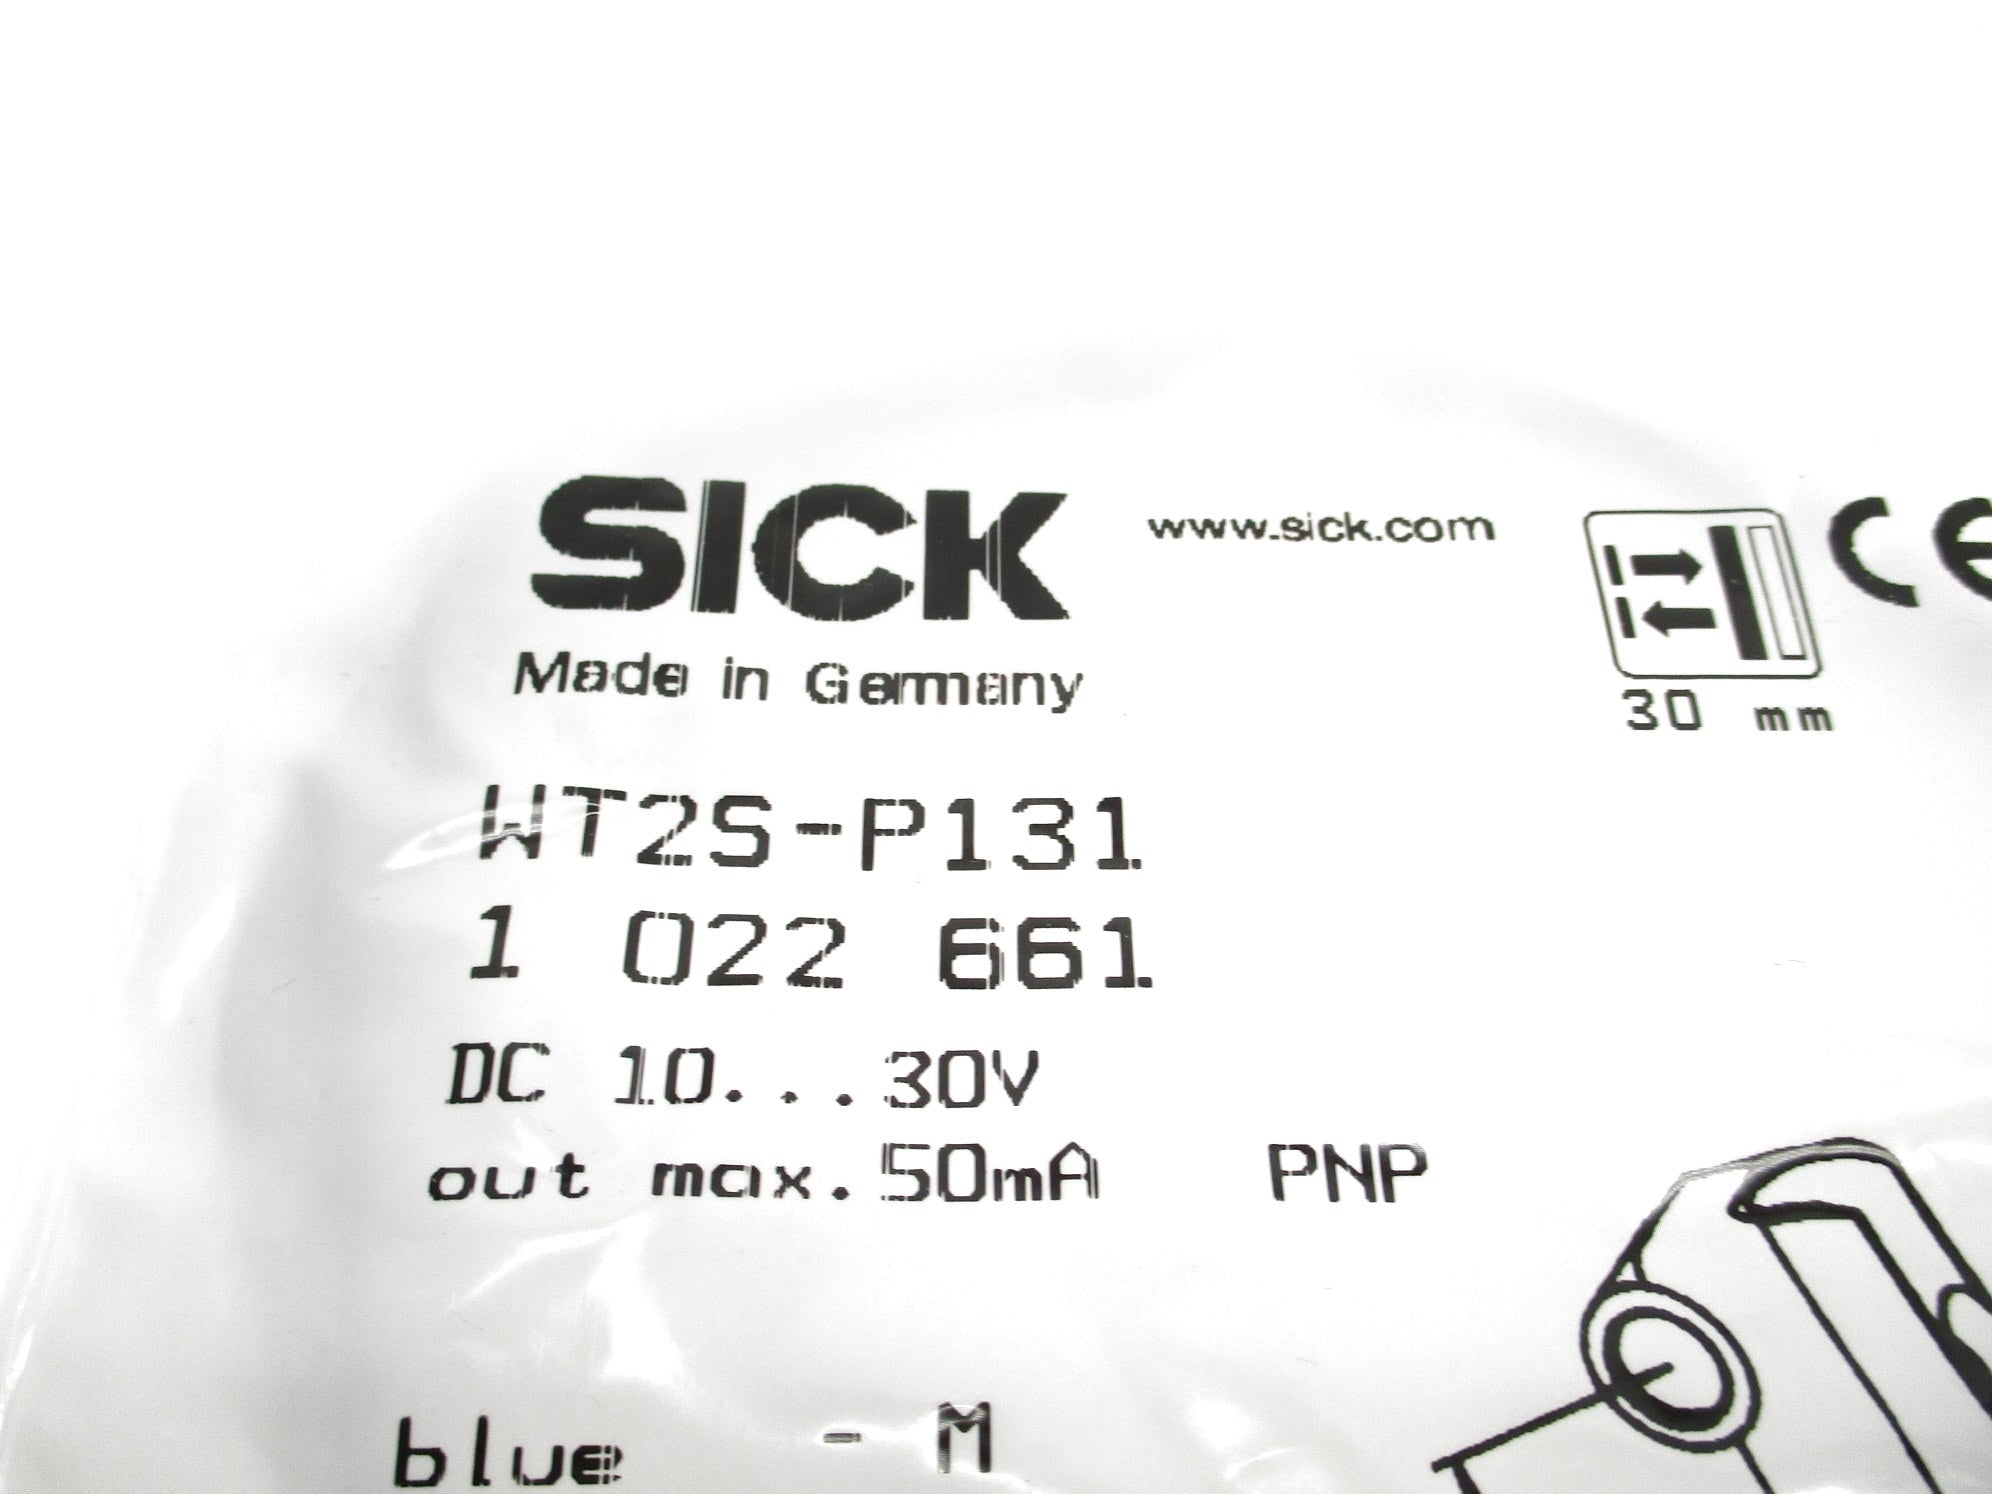 SICK www.sick.com CE
Made in Germany
30 mm
WT2S-P131
1 022 661
DC 10...30V
out max. 50mA PNP
blue - M